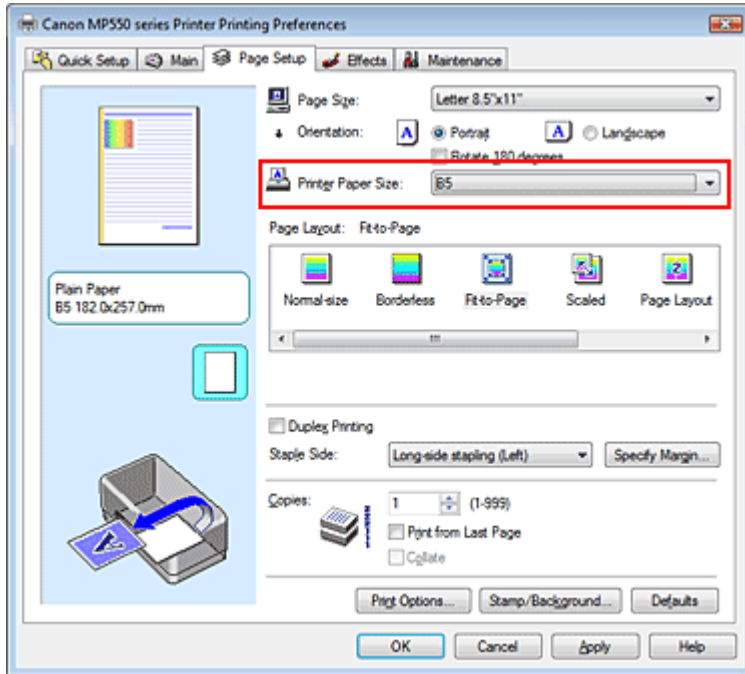 Canon MP550 series Printer Printing Preferences
Quick Setup Main Page Setup Effects Maintenance
Page Size: Letter 8.5"x11"
Orientation: A Portrait A Landscape
Rotate 180 degrees
Printer Paper Size: B5
Page Layout: Fit-to-Page
Normal-size Borderless Fit-to-Page Scaled Page Layout
Plain Paper
B5 182.0x257.0mm
Duplex Printing
Staple Side: Long-side stapling (Left) Specify Margin...
Copies: 1 (1-999)
Print from Last Page
Collate
Print Options... Stamp/Background... Defaults
OK Cancel Apply Help